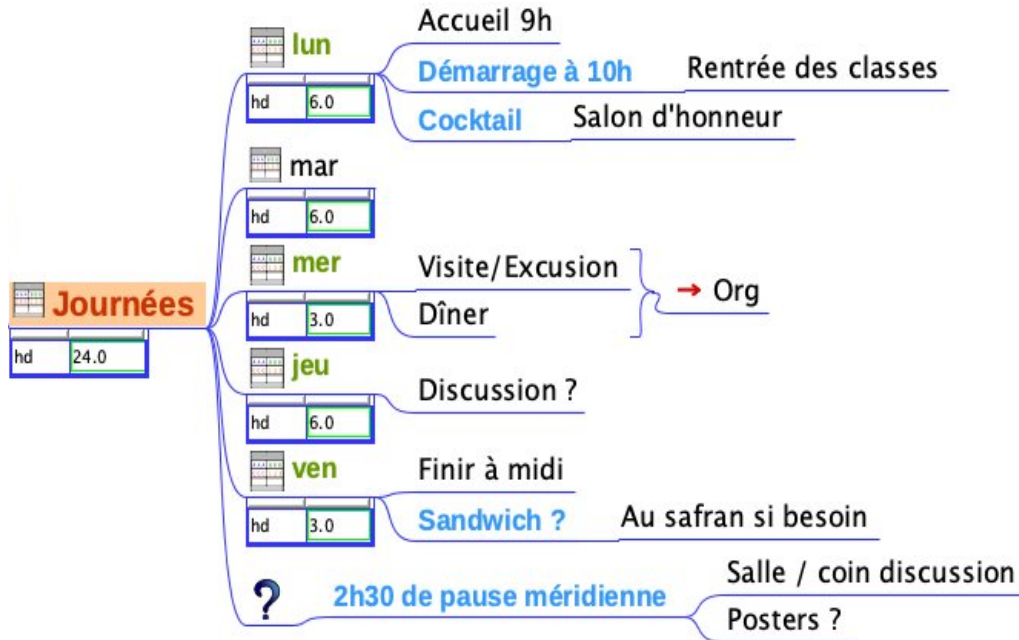 Journées
hd 24.0
lun
hd 6.0
Accueil 9h
Démarrage à 10h Rentrée des classes
Cocktail Salon d'honneur
mar
hd 6.0
mer
hd 3.0
Visite/Excusion
Dîner
Org
jeu
hd 6.0
Discussion ?
ven
hd 3.0
Finir à midi
Sandwich ? Au safran si besoin
? 2h30 de pause méridienne
Salle / coin discussion
Posters ?